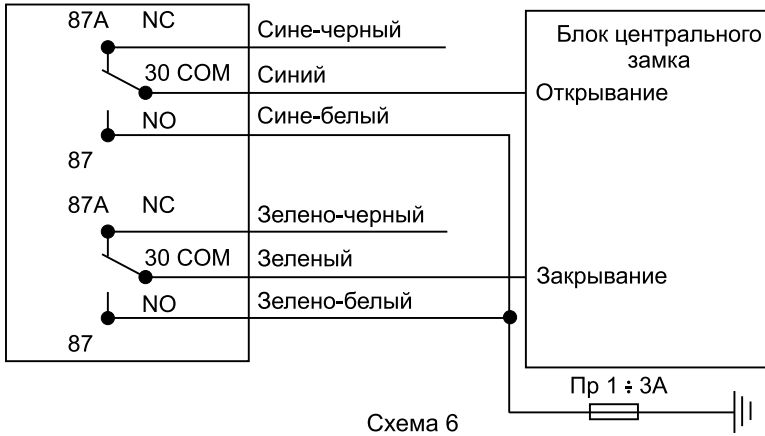 87A NC
Сине-черный
30 COM
Синий
NO
Сине-белый
87
87A NC
Зелено-черный
30 COM
Зеленый
NO
Зелено-белый
87
Блок центрального
замка
Открывание
Закрывание
Пр 1 ÷ 3А
Схема 6